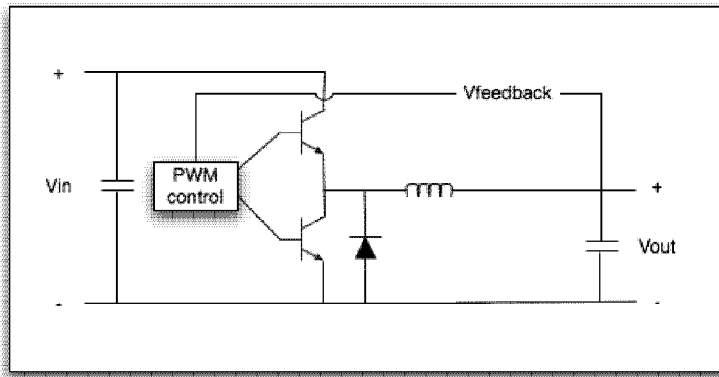 +
Vfeedback
PWM
control
Vin
+
Vout
-
-